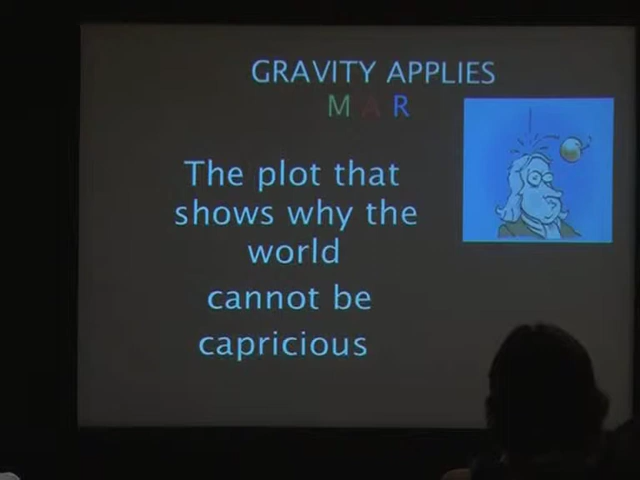 GRAVITY APPLIES
M A R
The plot that
shows why the
world
cannot be
capricious